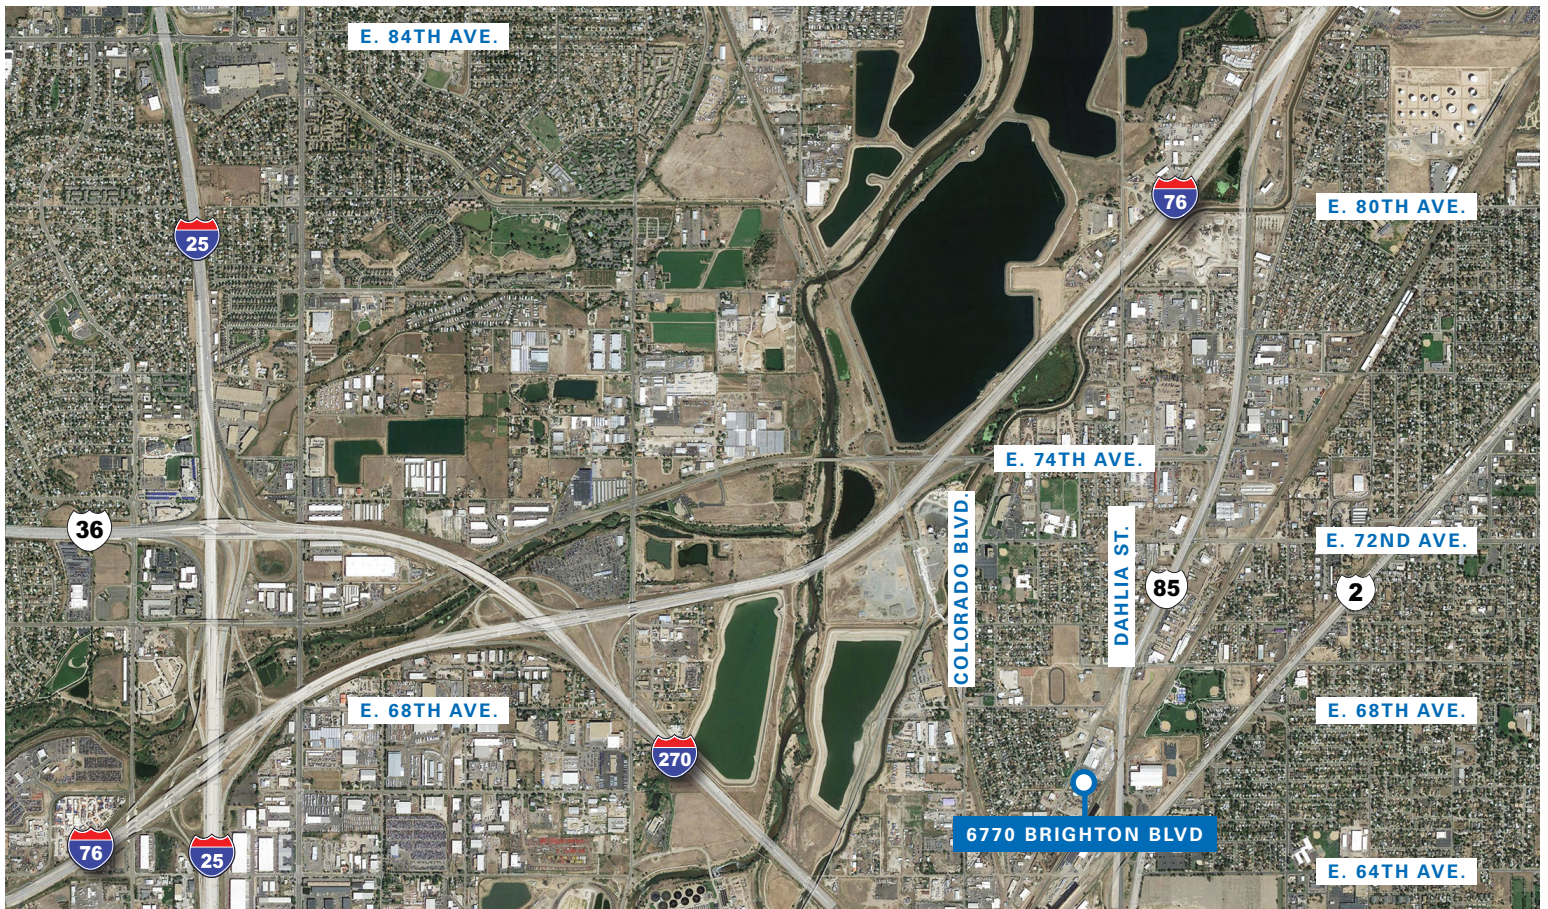 E. 84TH AVE.
76
E. 80TH AVE.
25
E. 74TH AVE.
COLORADO BLVD.
DAHLIA ST.
36
E. 72ND AVE.
85
2
E. 68TH AVE.
E. 68TH AVE.
270
6770 BRIGHTON BLVD
76
25
E. 64TH AVE.